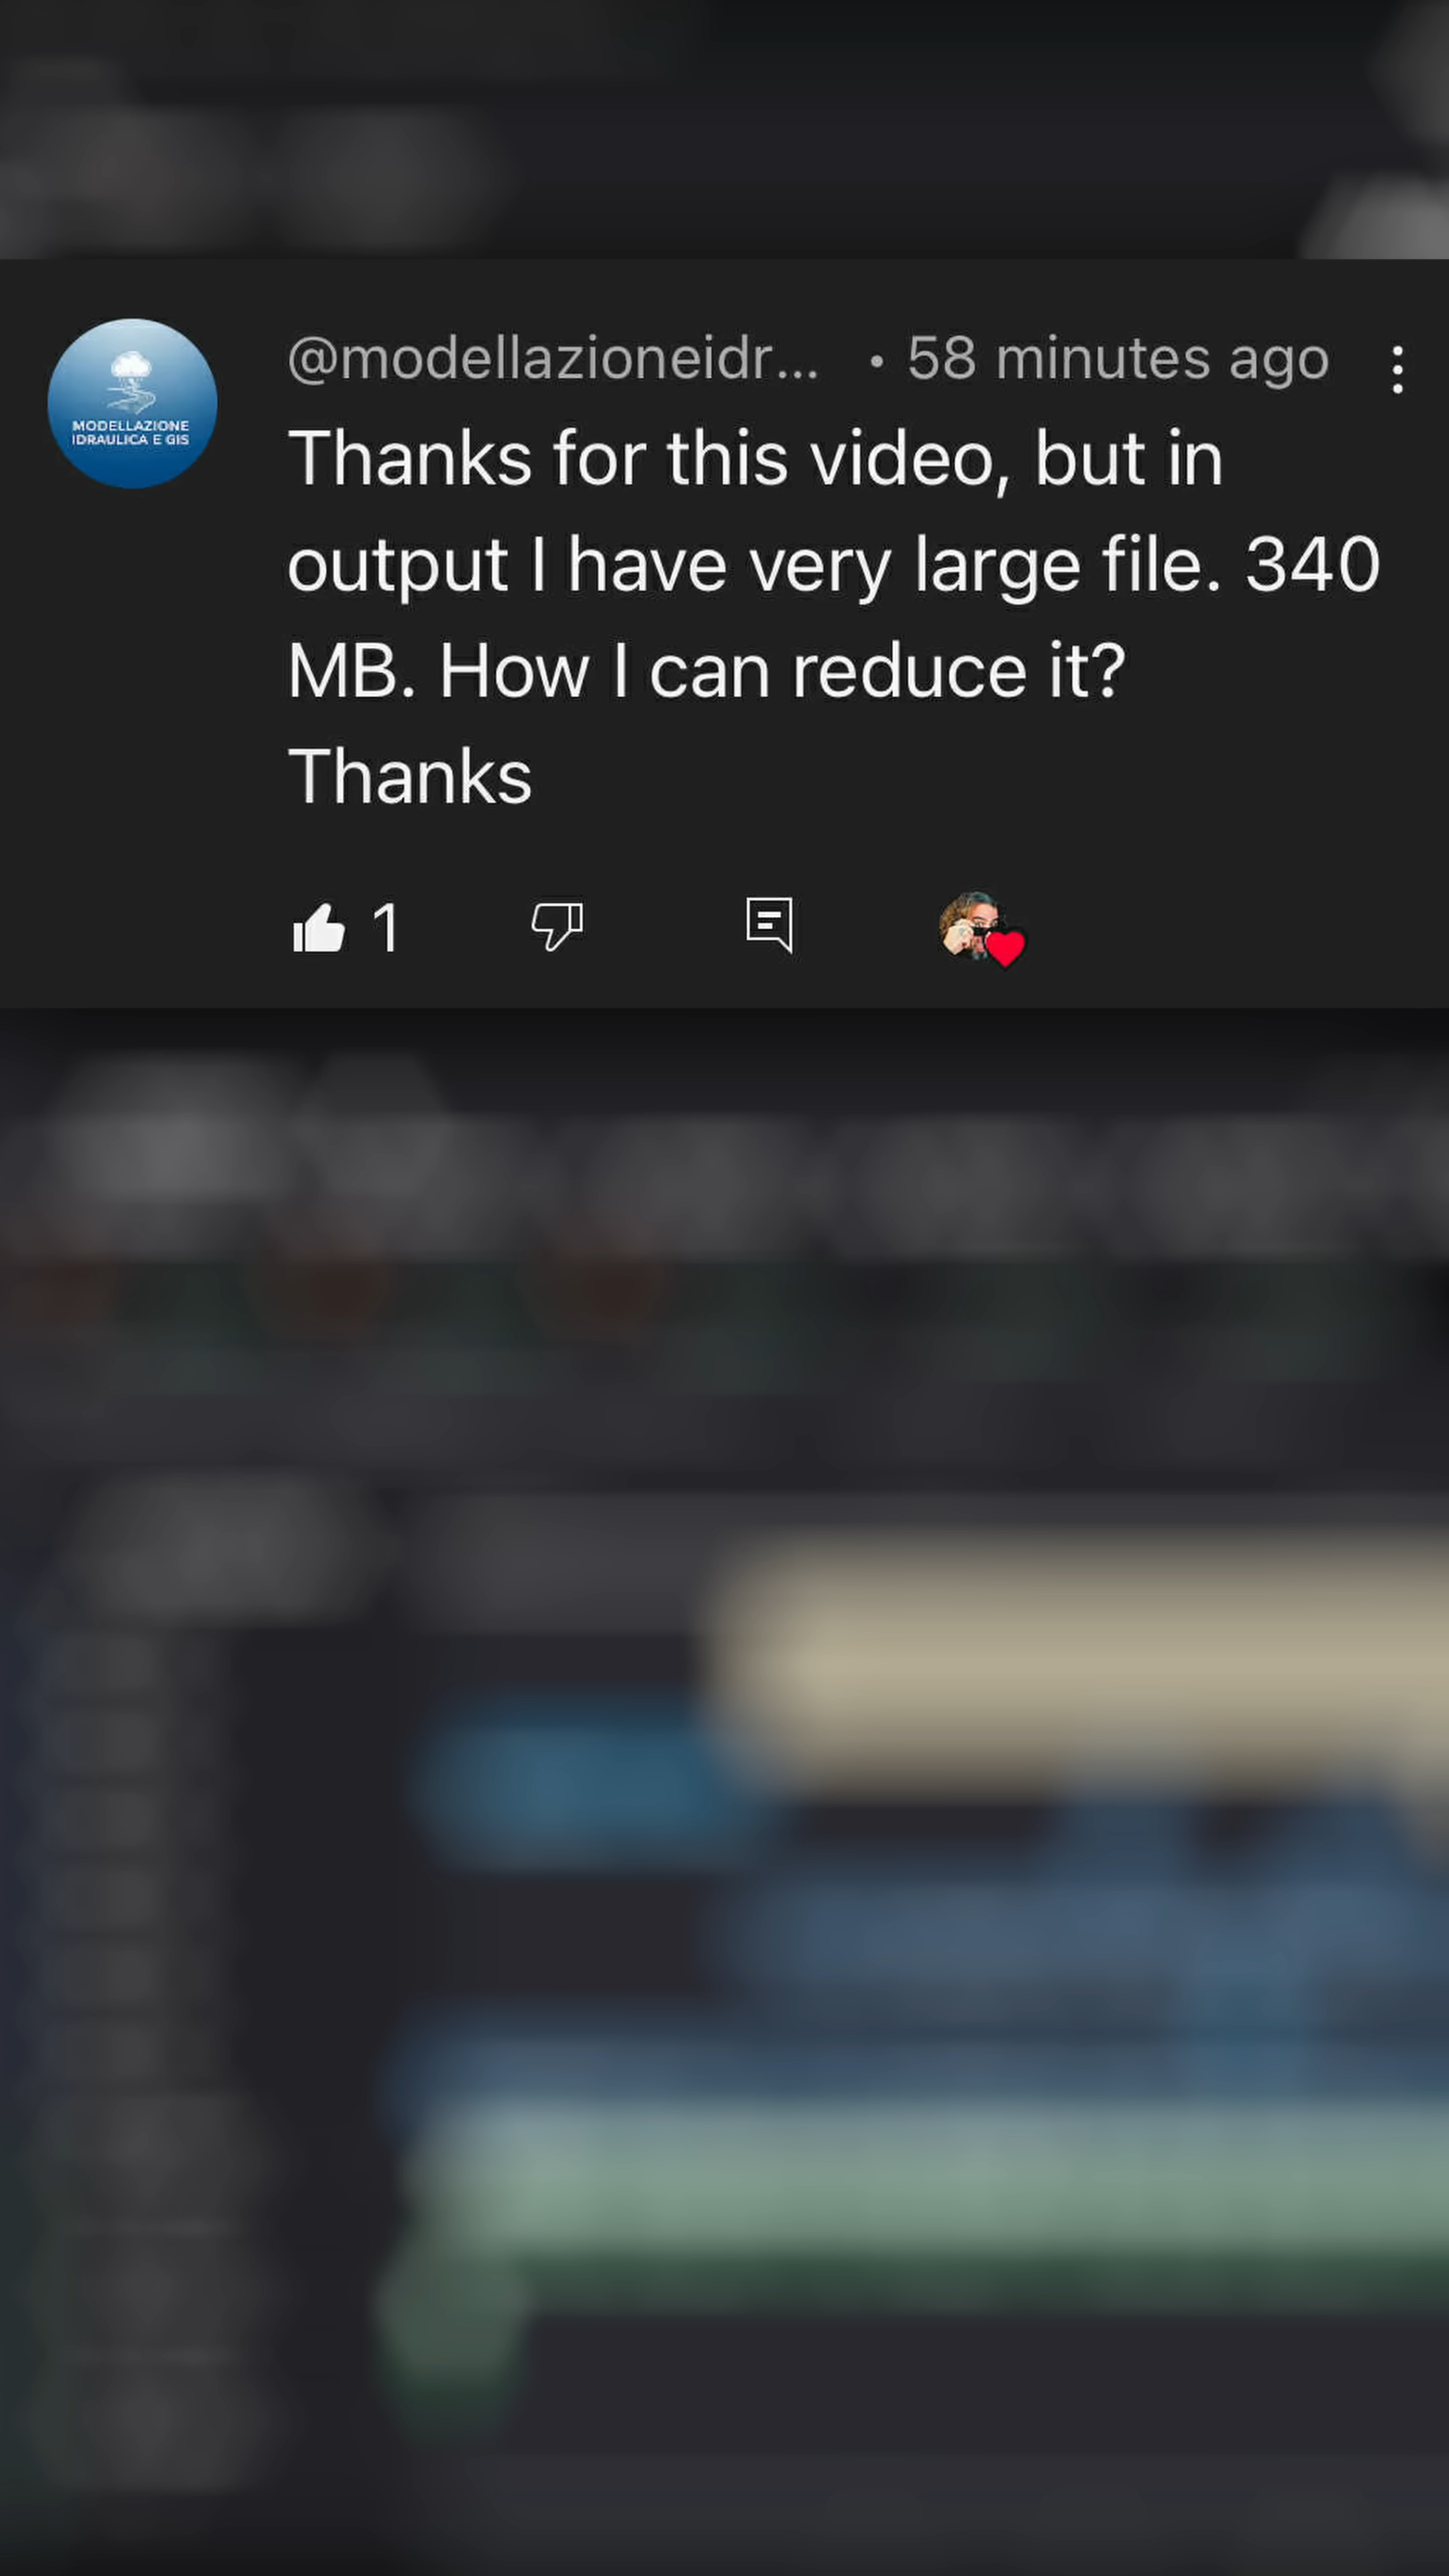 @modellazioneidr... • 58 minutes ago
MODELLAZIONE
IDRAULICA E GIS
Thanks for this video, but in
output I have very large file. 340
MB. How I can reduce it?
Thanks
1